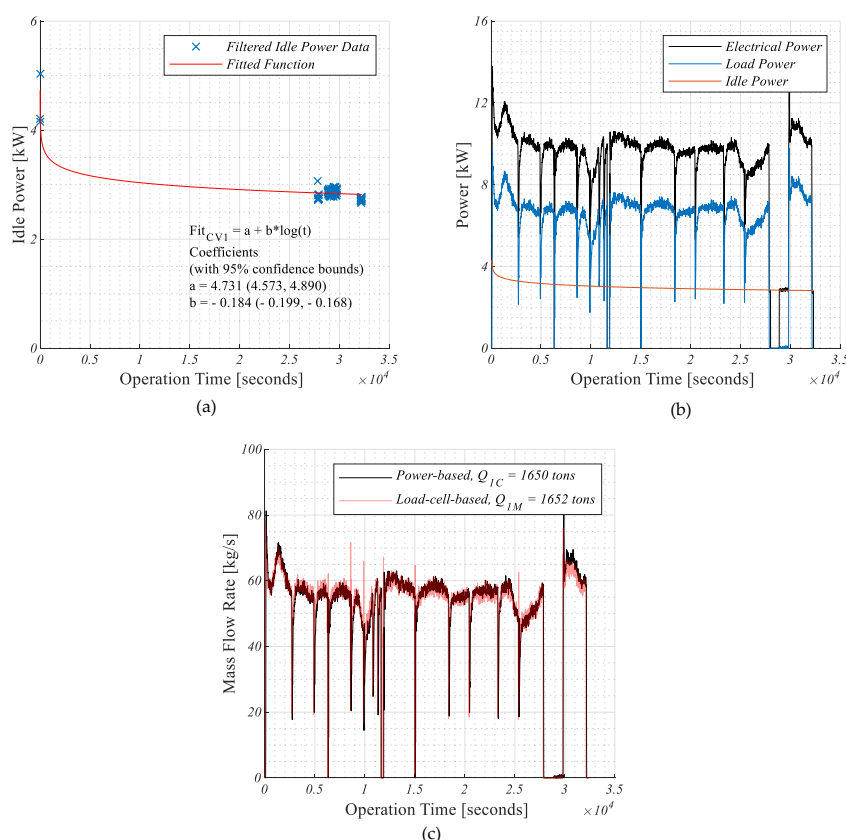 Filtered Idle Power Data
Fitted Function
Idle Power [kW]
6
4
2
0
Fit_CV1 = a + b*log(t)
Coefficients
(with 95% confidence bounds)
a = 4.731 (4.573, 4.890)
b = - 0.184 (- 0.199, - 0.168)
0 0.5 1 1.5 2 2.5 3 3.5
Operation Time [seconds]
×10^4
(a)
Electrical Power
Load Power
Idle Power
Power [kW]
16
12
8
4
0
0 0.5 1 1.5 2 2.5 3 3.5
Operation Time [seconds]
×10^4
(b)
Power-based, Q_1C = 1650 tons
Load-cell-based, Q_1M = 1652 tons
Mass Flow Rate [kg/s]
100
80
60
40
20
0
0 0.5 1 1.5 2 2.5 3 3.5
Operation Time [seconds]
×10^4
(c)